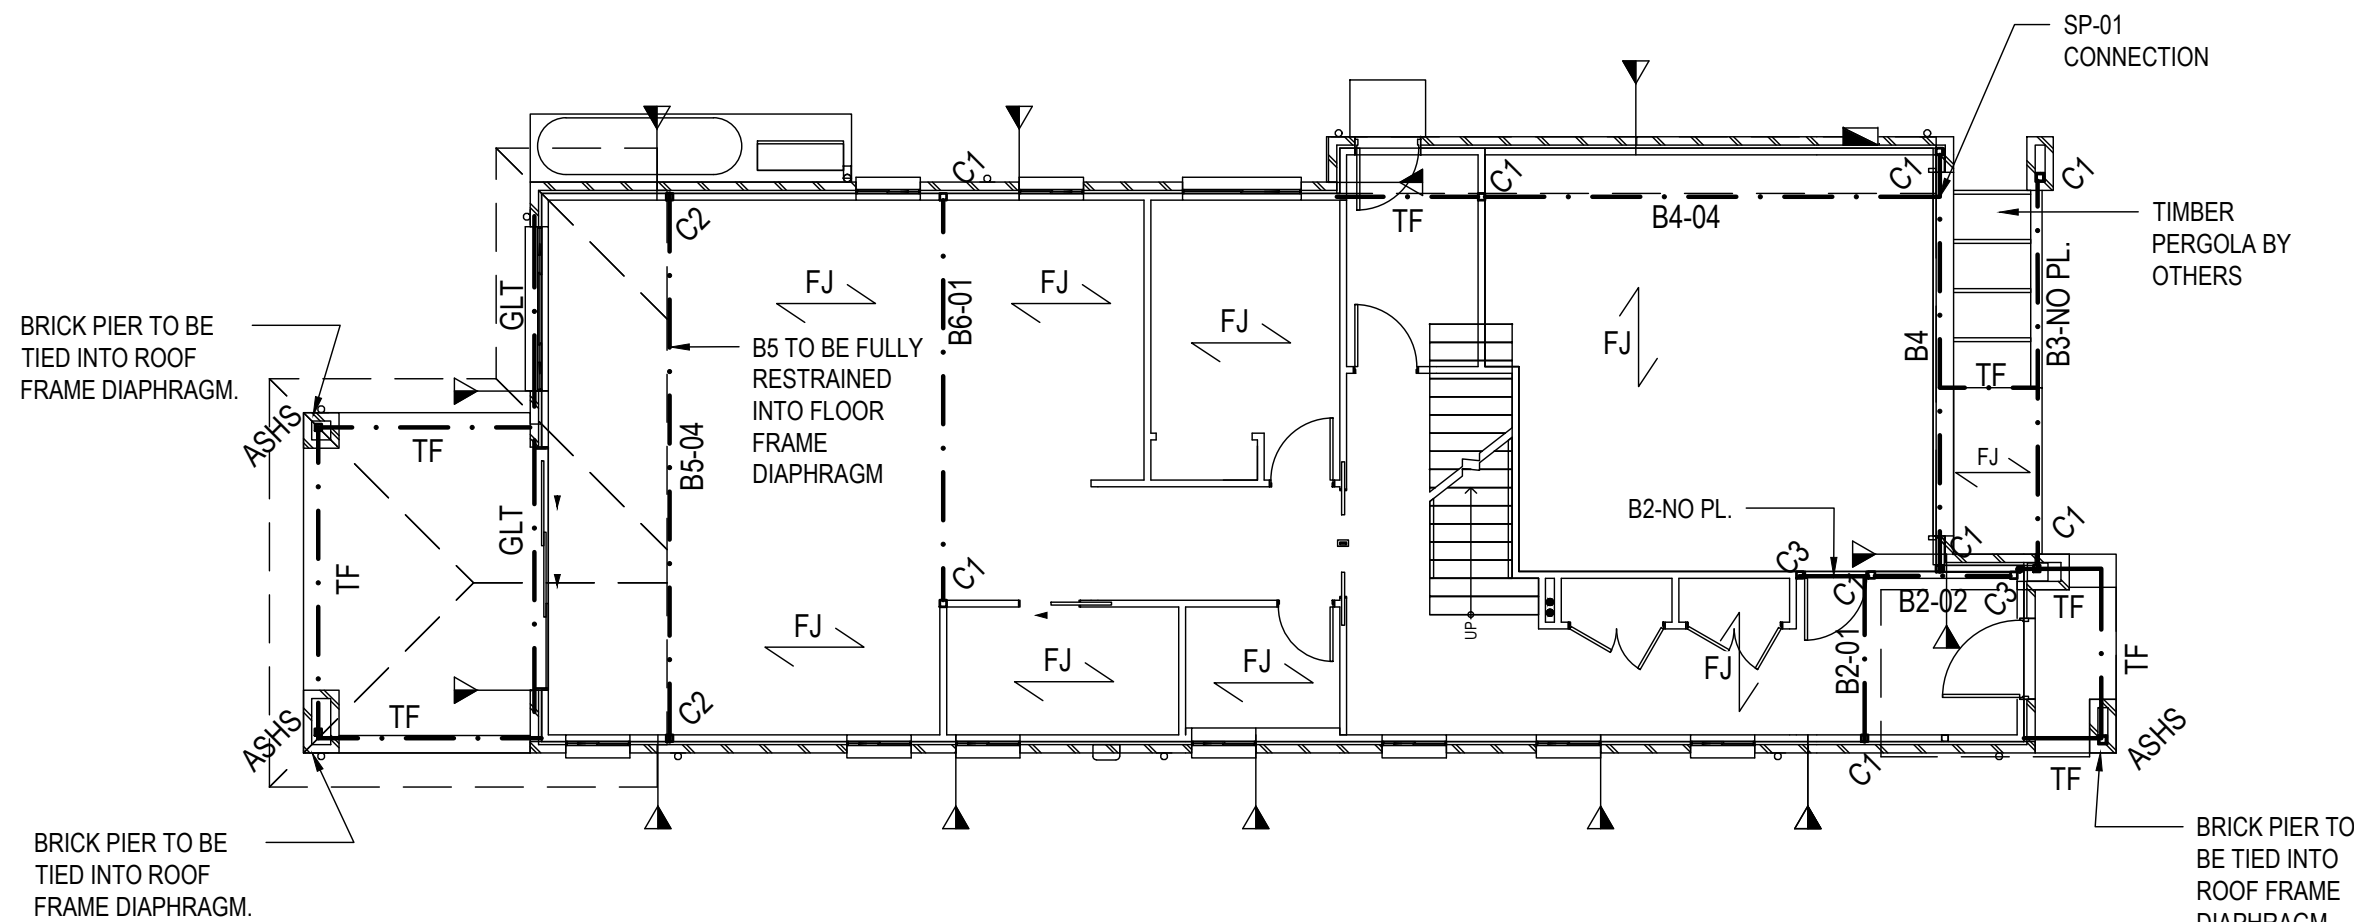 SP-01
CONNECTION
C1
C1
C1
C1
C2
TF
B4-04
TIMBER
PERGOLA BY
OTHERS
GLT
FJ
B6-01
FJ
FJ
FJ
B4
B3-NO PL.
BRICK PIER TO BE
TIED INTO ROOF
FRAME DIAPHRAGM.
B5 TO BE FULLY
RESTRAINED
INTO FLOOR
FRAME
DIAPHRAGM
TF
ASHS
TF
B5-04
FJ
GLT
B2-NO PL.
C1
C1
C3
C1
TF
C1
B2-02
C3
TF
FJ
UP
FJ
FJ
FJ
B2-01
TF
C2
TF
ASHS
C1
TF
ASHS
BRICK PIER TO BE
TIED INTO ROOF
FRAME DIAPHRAGM.
BRICK PIER TO
BE TIED INTO
ROOF FRAME
DIAPHRAGM